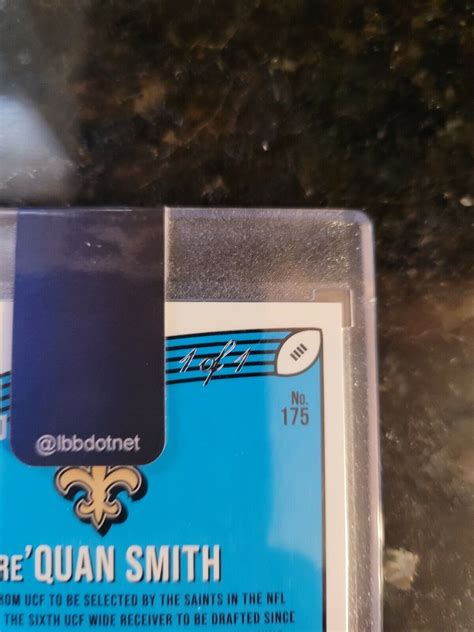 1 of 1
No.
175
@lbbdotnet
RE'QUAN SMITH
ROM UCF TO BE SELECTED BY THE SAINTS IN THE NFL
THE SIXTH UCF WIDE RECEIVER TO BE DRAFTED SINCE